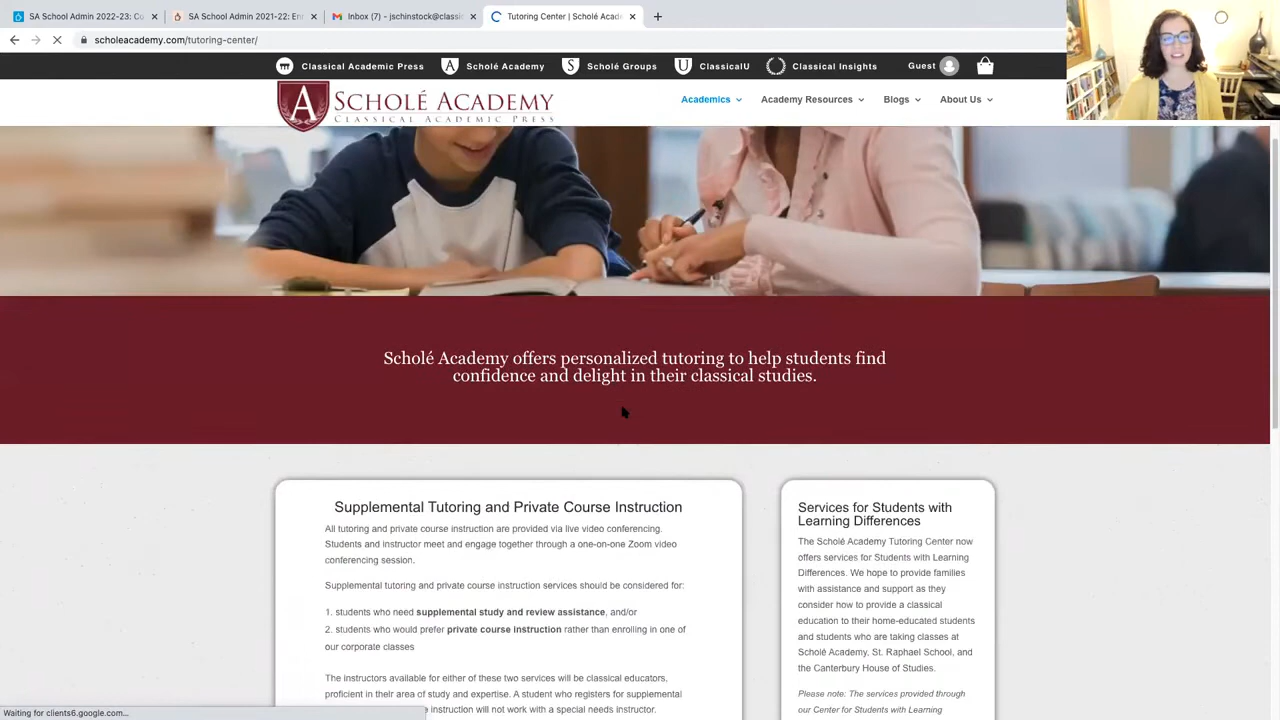 SA School Admin 2022-23: Co
SA School Admin 2021-22: En
Inbox (7) - jschinstock@classi
Tutoring Center | Scholé Acade
scholeacademy.com/tutoring-center/
Classical Academic Press
Scholé Academy
Scholé Groups
ClassicalU
Classical Insights
Guest
SCHOLÉ ACADEMY
CLASSICAL ACADEMIC PRESS
Academics
Academy Resources
Blogs
About Us
Scholé Academy offers personalized tutoring to help students find
confidence and delight in their classical studies.
Supplemental Tutoring and Private Course Instruction
All tutoring and private course instruction are provided via live video conferencing.
Students and instructor meet and engage together through a one-on-one Zoom video
conferencing session.
Supplemental tutoring and private course instruction services should be considered for:
1. students who need supplemental study and review assistance, and/or
2. students who would prefer private course instruction rather than enrolling in one of
our corporate classes
The instructors available for either of these two services will be classical educators,
proficient in their area of study and expertise. A student who registers for supplemental
instruction will not work with a special needs instructor.
Services for Students with
Learning Differences
The Scholé Academy Tutoring Center now
offers services for Students with Learning
Differences. We hope to provide families
with assistance and support as they
consider how to provide a classical
education to their home-educated students
and students who are taking classes at
Scholé Academy, St. Raphael School, and
the Canterbury House of Studies.
Please note: The services provided through
our Center for Students with Learning
Waiting for clients6.google.com...